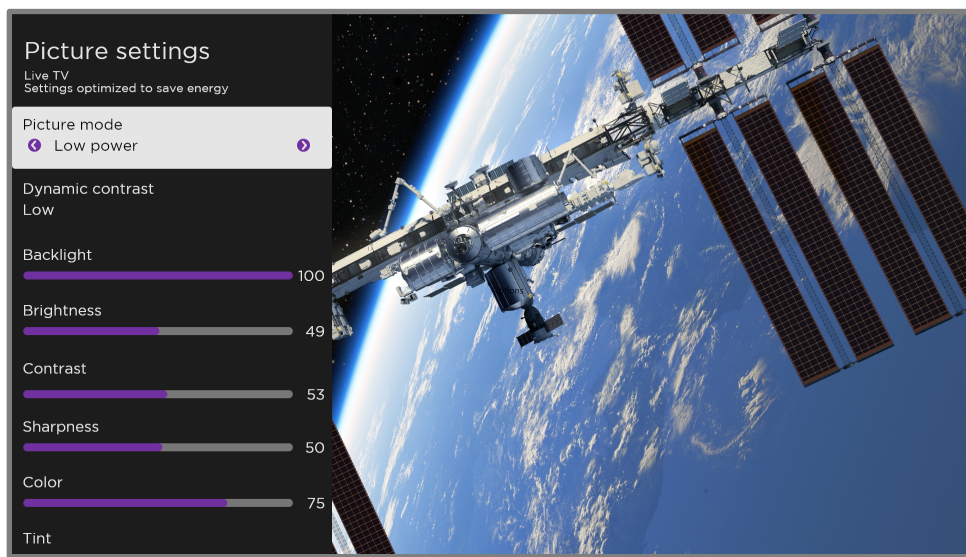 Picture settings
Live TV
Settings optimized to save energy
Picture mode
Low power
Dynamic contrast
Low
Backlight
100
Brightness
49
Contrast
53
Sharpness
50
Color
75
Tint